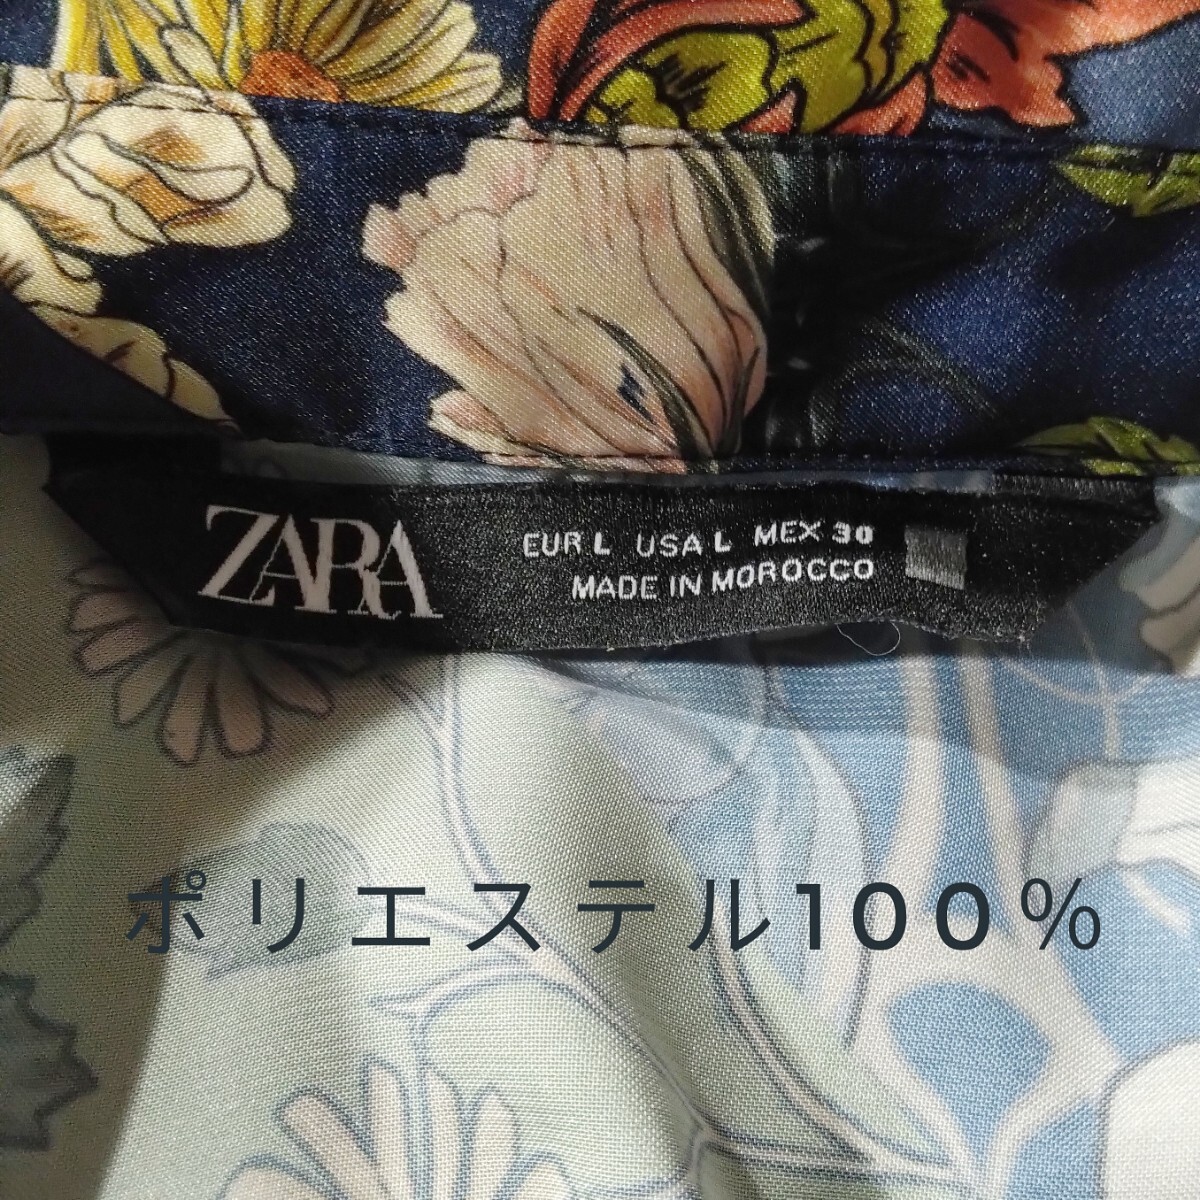 ZARA
EUR L USA L MEX 30
MADE IN MOROCCO
ポリエステル100%